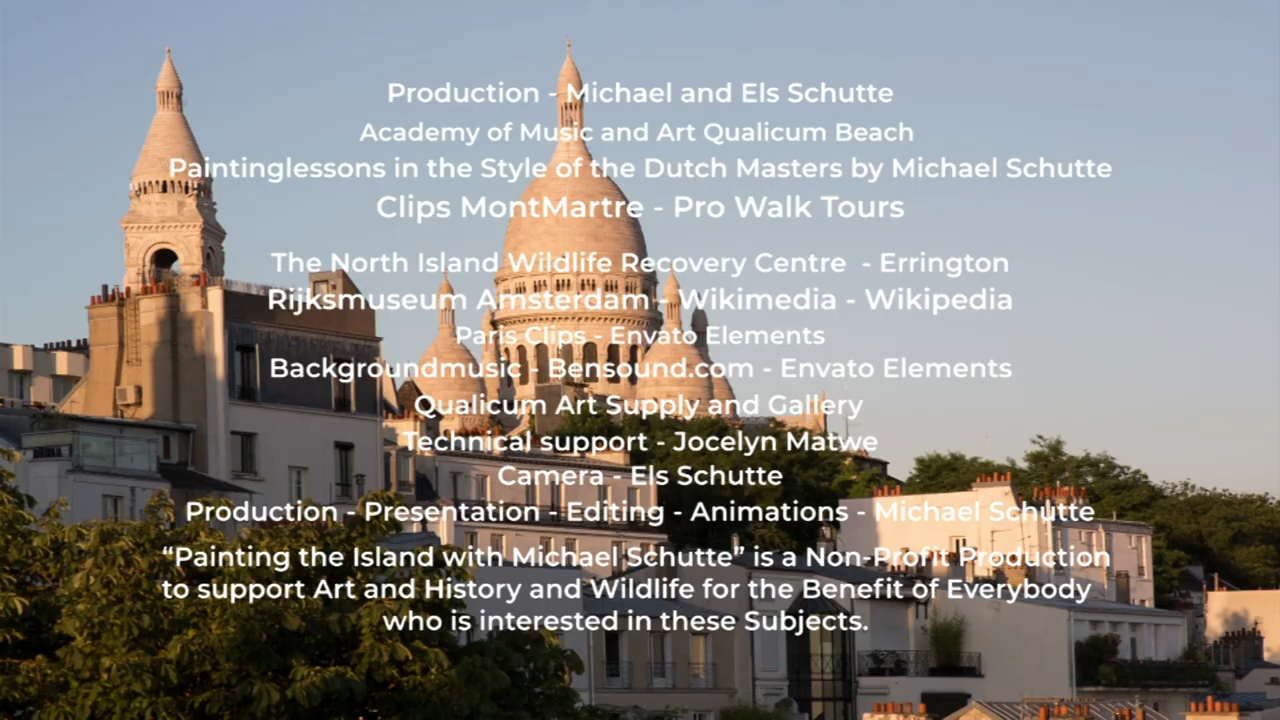 Production - Michael and Els Schutte
Academy of Music and Art Qualicum Beach
Paintinglessons in the Style of the Dutch Masters by Michael Schutte
Clips MontMartre - Pro Walk Tours
The North Island Wildlife Recovery Centre - Errington
Rijksmuseum Amsterdam - Wikimedia - Wikipedia
Paris Clips - Envato Elements
Backgroundmusic - Bensound.com - Envato Elements
Qualicum Art Supply and Gallery
Technical support - Jocelyn Matwe
Camera - Els Schutte
Production - Presentation - Editing - Animations - Michael Schutte
“Painting the Island with Michael Schutte” is a Non-Profit Production
to support Art and History and Wildlife for the Benefit of Everybody
who is interested in these Subjects.